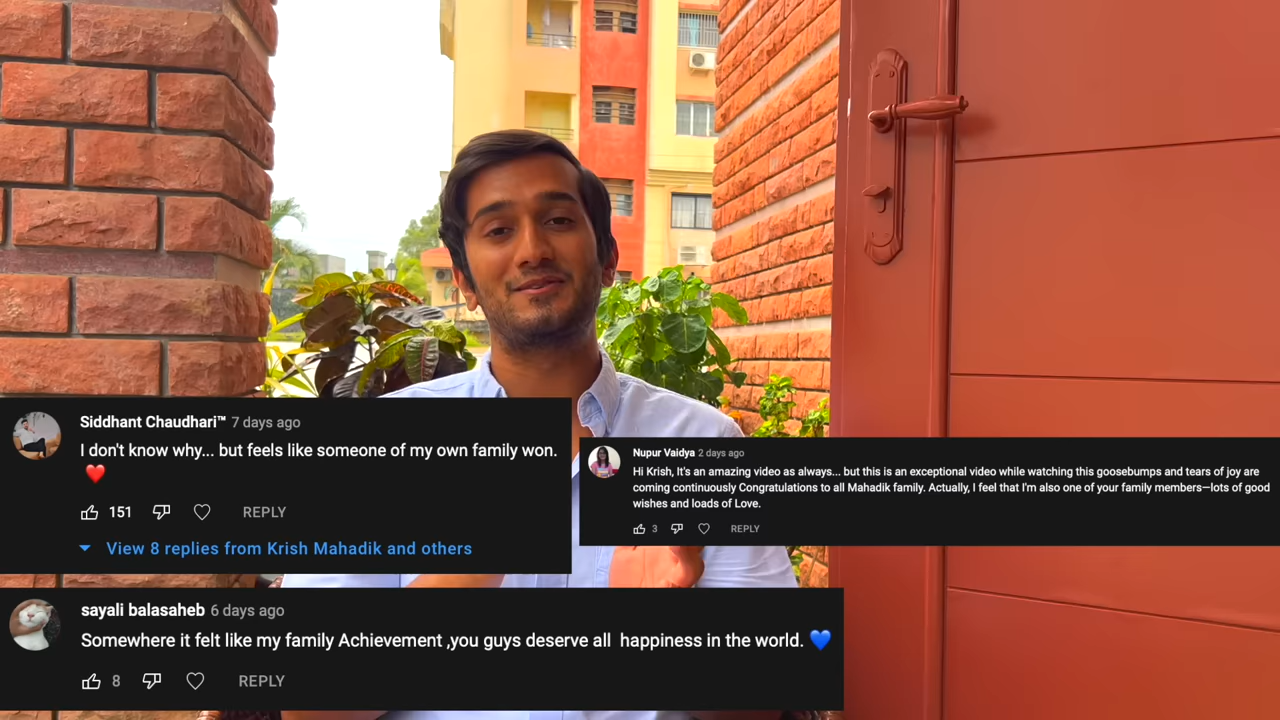 Siddhant Chaudhari™ 7 days ago
I don't know why... but feels like someone of my own family won.
❤️
151 REPLY
View 8 replies from Krish Mahadik and others
Nupur Vaidya 2 days ago
Hi Krish, It's an amazing video as always... but this is an exceptional video while watching this goosebumps and tears of joy are
coming continuously Congratulations to all Mahadik family. Actually, I feel that I'm also one of your family members—lots of good
wishes and loads of Love.
3 REPLY
sayali balasaheb 6 days ago
Somewhere it felt like my family Achievement ,you guys deserve all happiness in the world. 💙
8 REPLY